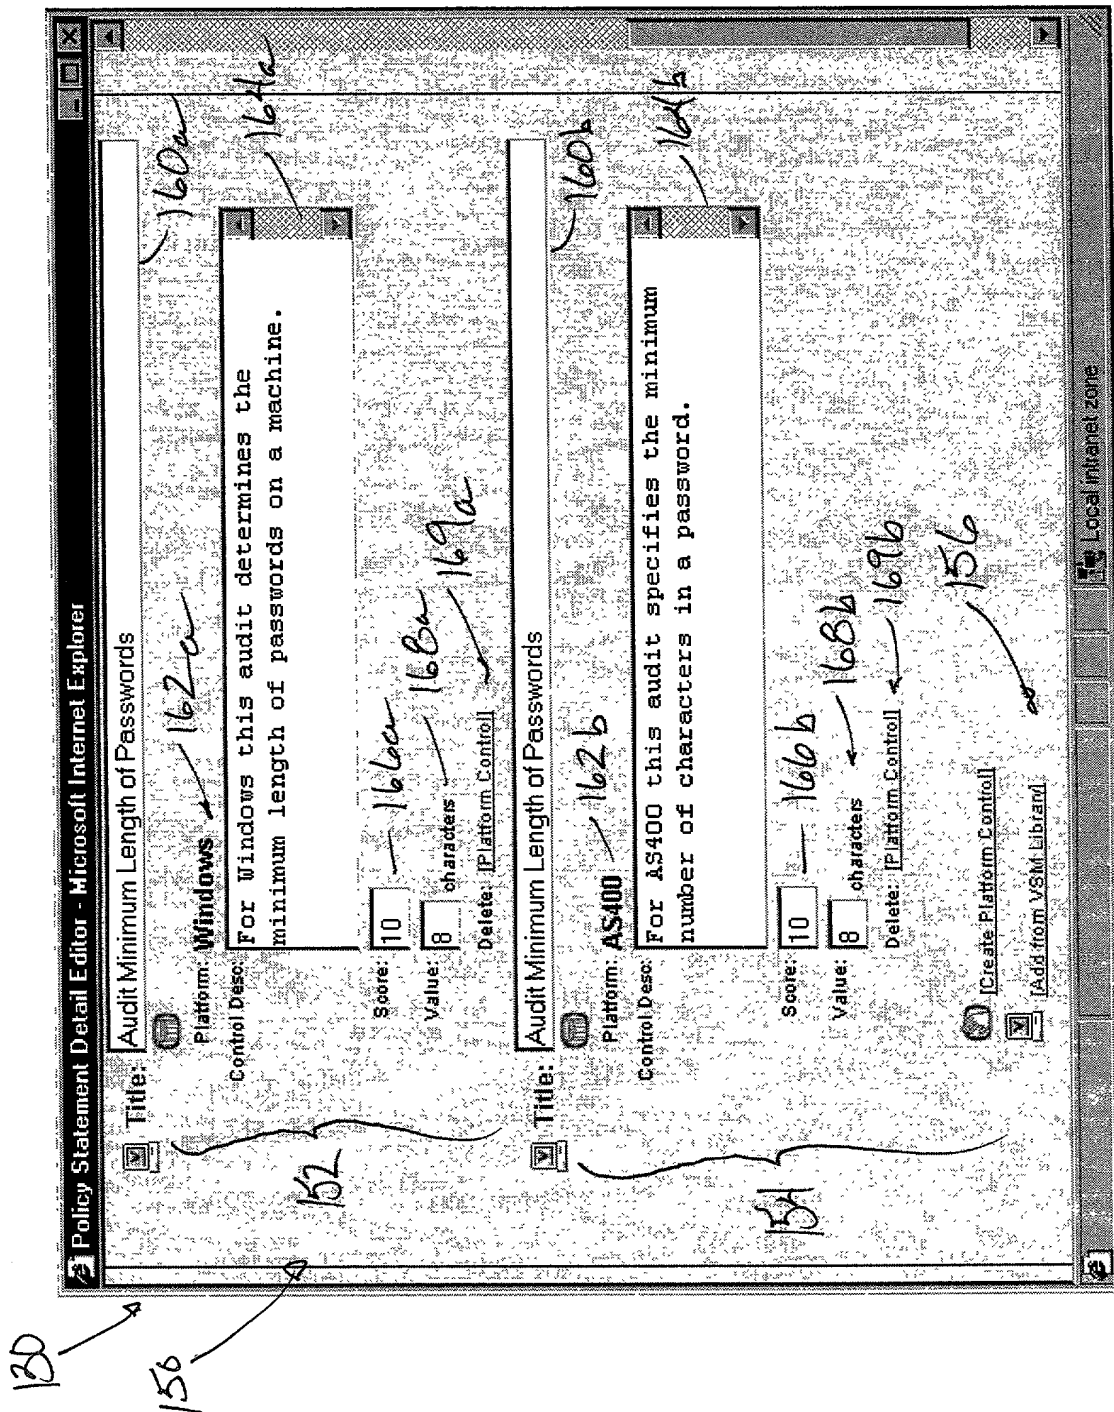 130
150
Policy Statement Detail Editor - Microsoft Internet Explorer
Title: Audit Minimum Length of Passwords
160a
Platform: Windows 162a
Control Desc: For Windows this audit determines the
minimum length of passwords on a machine.
164a
Score: 10 166a
Value: 8 characters 168a
Delete: [Platform Control] 169a
152
Title: Audit Minimum Length of Passwords
160b
Platform: AS400 162b
Control Desc: For AS400 this audit specifies the minimum
number of characters in a password.
164b
Score: 10 166b
Value: 8 characters 168b
Delete: [Platform Control] 169b
154
[Create Platform Control]
156
[Add from VSM Library]
Local intranet zone